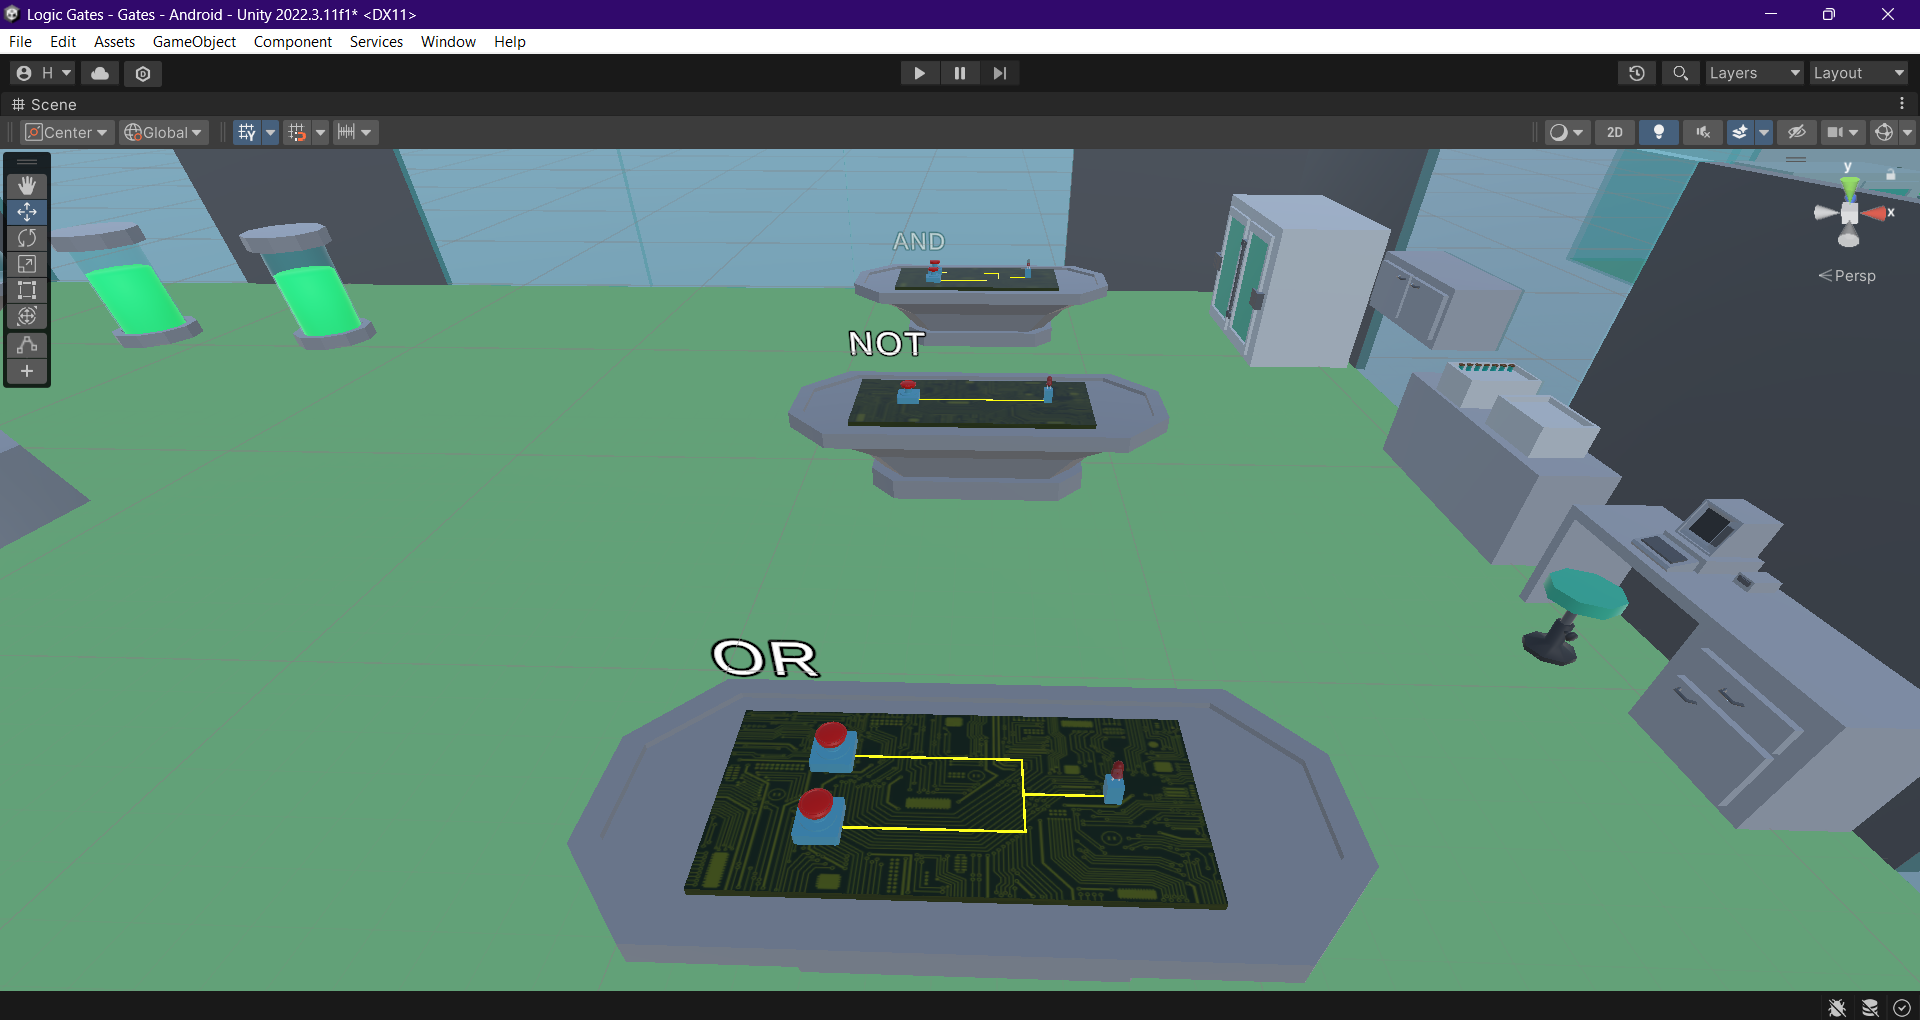 Logic Gates - Gates - Android - Unity 2022.3.11f1* <DX11>
File Edit Assets GameObject Component Services Window Help
H
Layers
Layout
Scene
Center
Global
2D
y
x
Persp
AND
NOT
OR